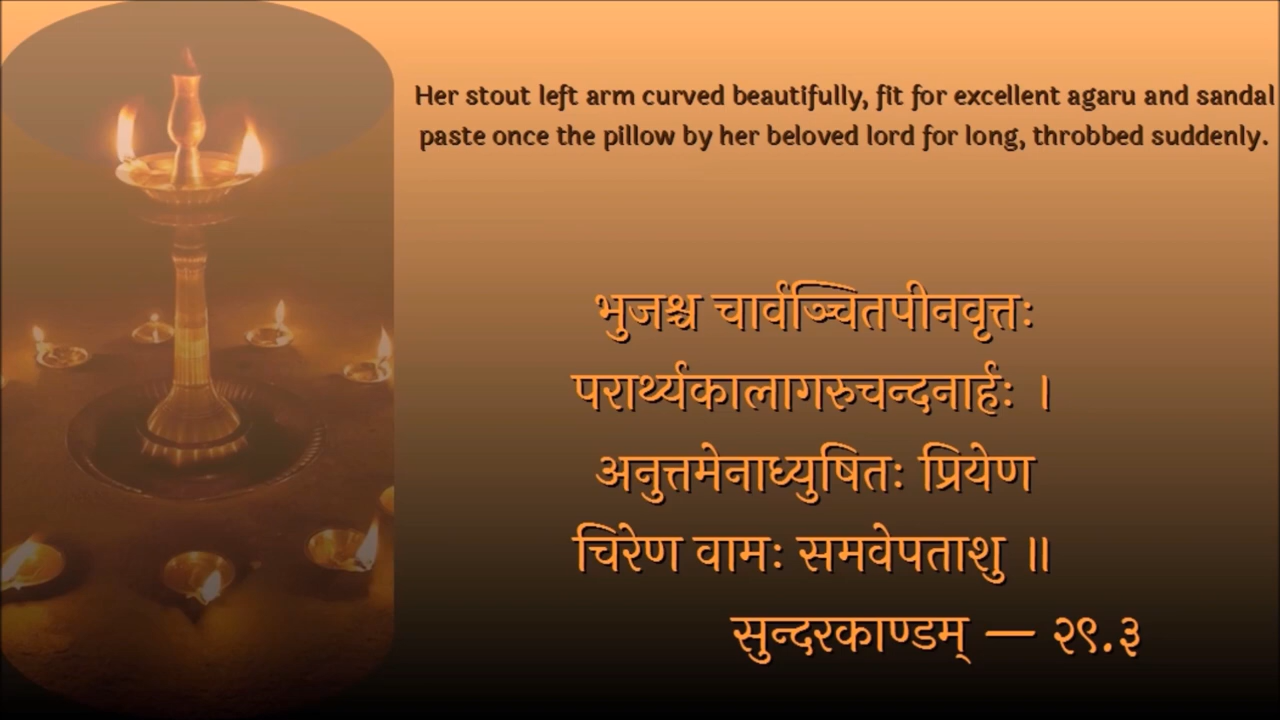 Her stout left arm curved beautifully, fit for excellent agaru and sandal
paste once the pillow by her beloved lord for long, throbbed suddenly.
भुजश्च चार्वञ्चितपीनवृत्तः
परार्थ्यकालागरुचन्दनार्हः ।
अनुत्तमेनाध्युषितः प्रियेण
चिरेण वामः समवेपताशु ॥
सुन्दरकाण्डम् — २९.३